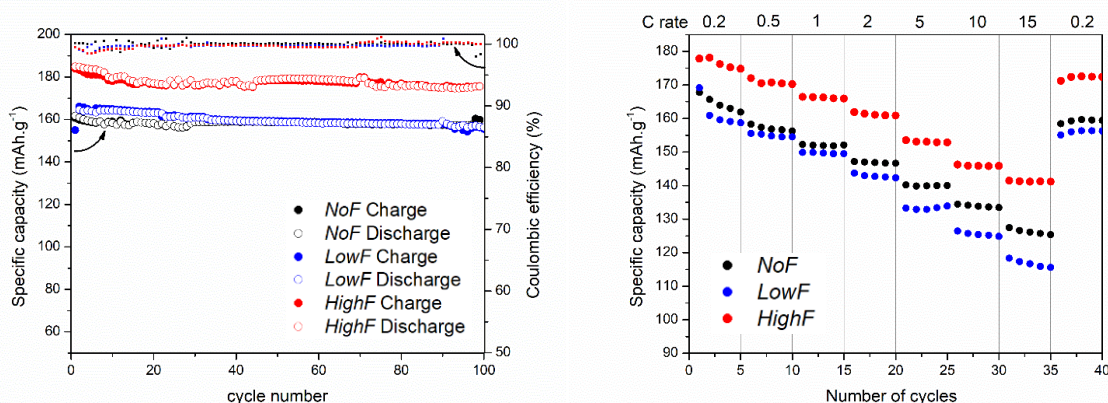 200
180
160
140
120
100
80
60
Specific capacity (mAh.g⁻¹)
100
90
80
70
60
50
Coulombic efficiency (%)
NoF Charge
NoF Discharge
LowF Charge
LowF Discharge
HighF Charge
HighF Discharge
0 20 40 60 80 100
cycle number
C rate 0.2 0.5 1 2 5 10 15 0.2
180
170
160
150
140
130
120
110
100
90
Specific capacity (mAh.g⁻¹)
NoF
LowF
HighF
0 5 10 15 20 25 30 35 40
Number of cycles